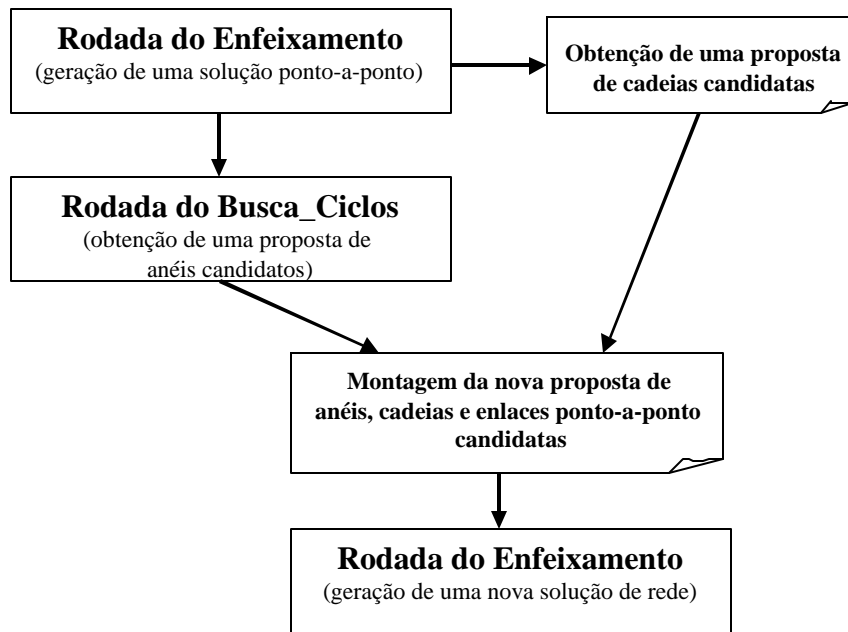 Rodada do Enfeixamento
(geração de uma solução ponto-a-ponto)
Obtenção de uma proposta
de cadeias candidatas
Rodada do Busca_Ciclos
(obtenção de uma proposta de
anéis candidatos)
Montagem da nova proposta de
anéis, cadeias e enlaces ponto-a-ponto
candidatas
Rodada do Enfeixamento
(geração de uma nova solução de rede)